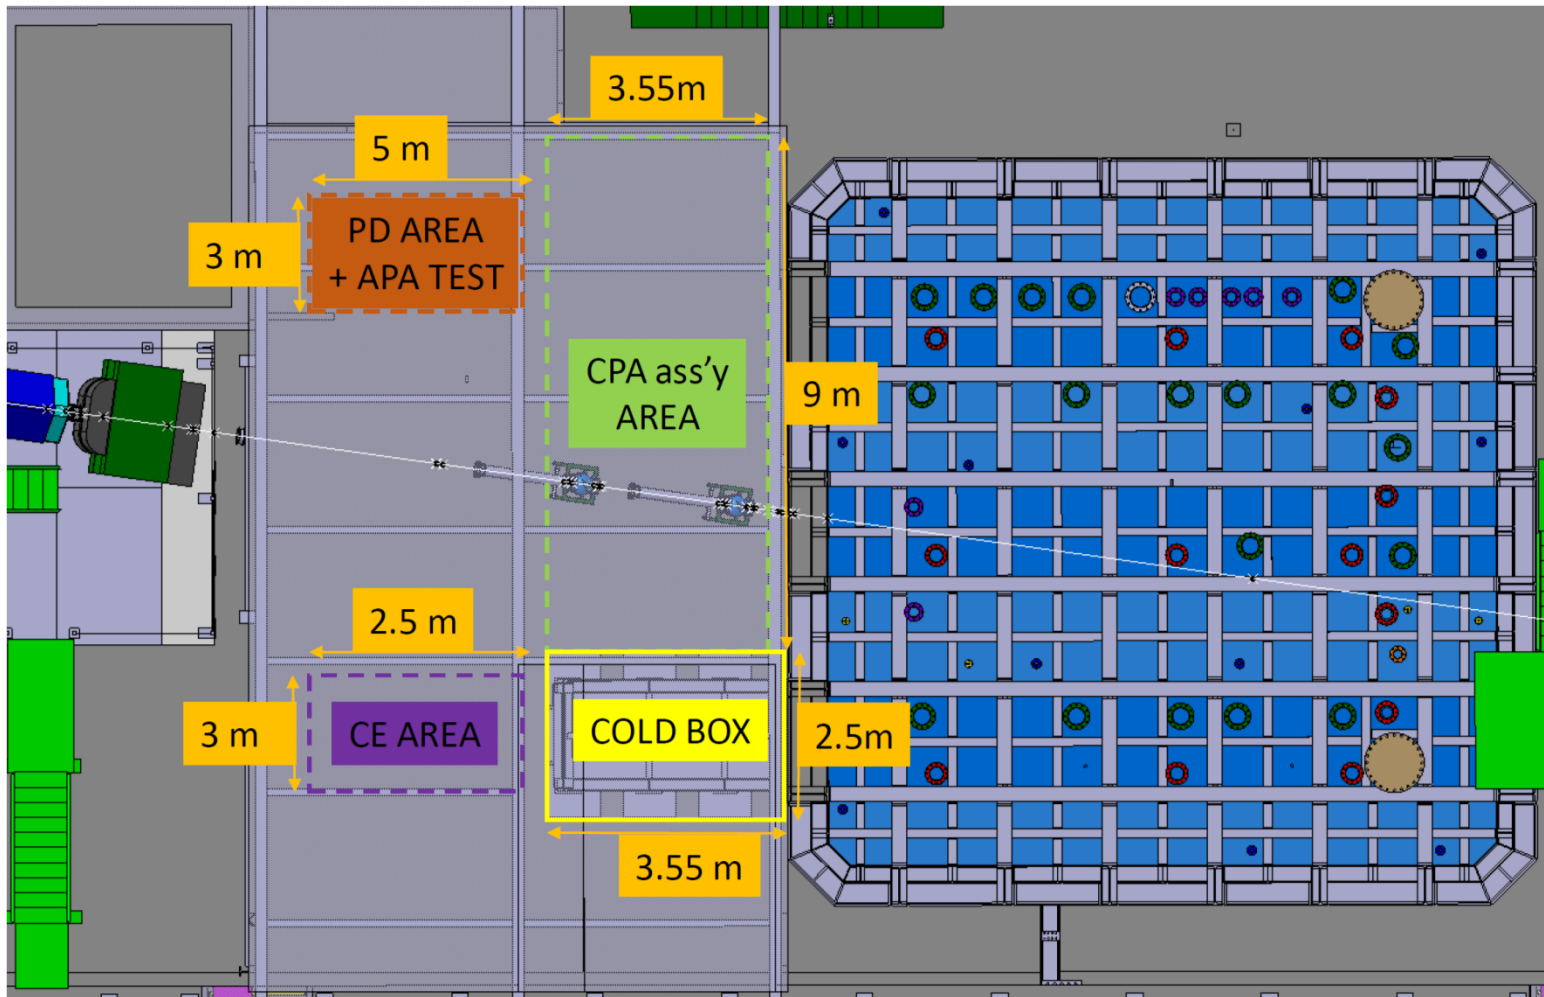 3.55m
5 m
PD AREA
+ APA TEST
3 m
CPA ass’y
AREA
9 m
2.5 m
3 m
CE AREA
COLD BOX
2.5m
3.55 m